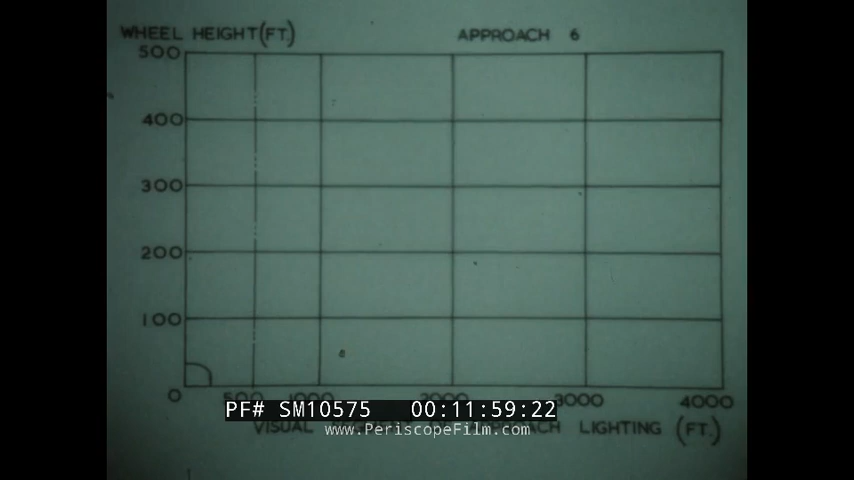 WHEEL HEIGHT (FT.) APPROACH 6
500
400
300
200
100
0 500 1000 2000 3000 4000
PF# SM10575 00:11:59:22
VISUAL APPROACH LIGHTING (FT.)
www.PeriscopeFilm.com